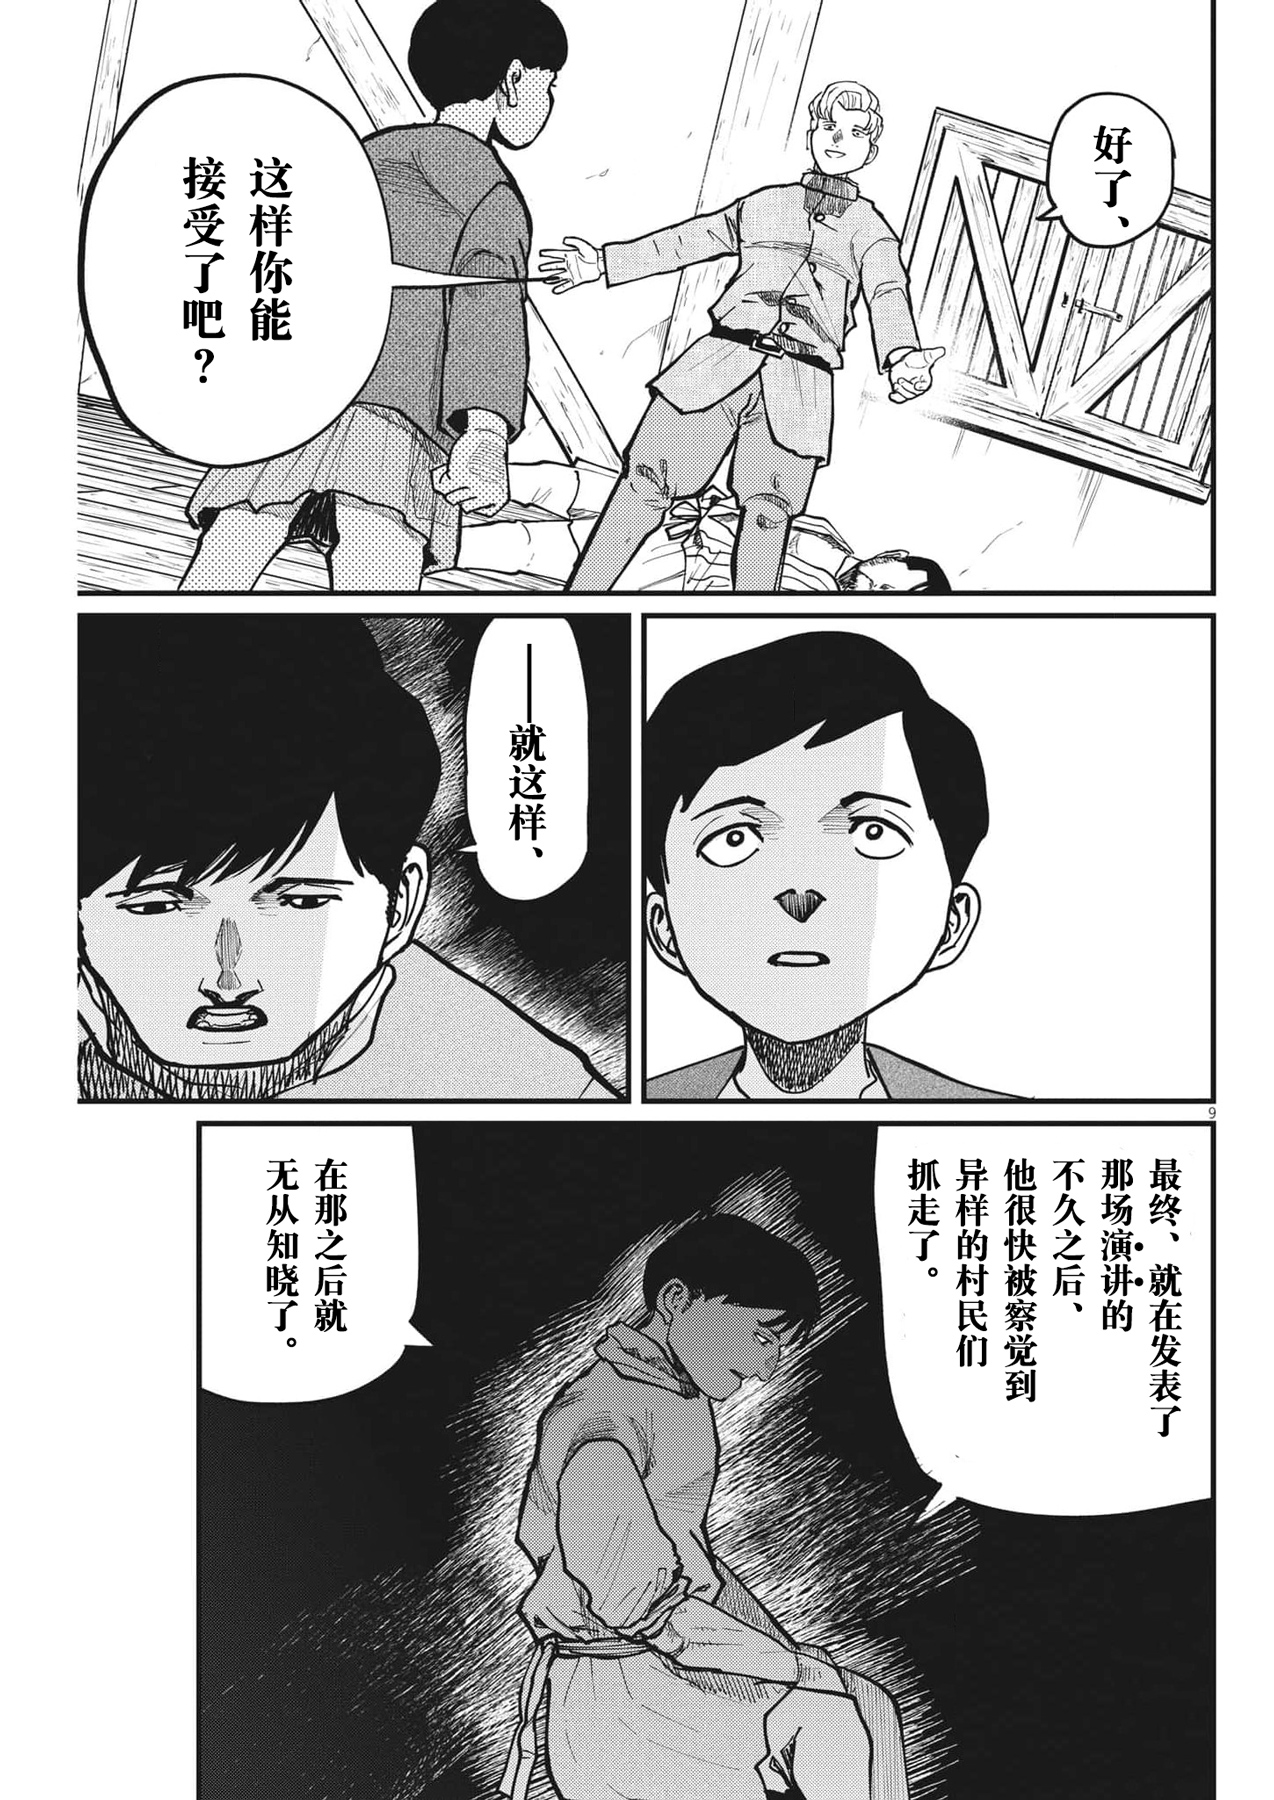 好了、
这样你能
接受了吧？
——就这样、
9
最终、就在发表了
那场演讲的
不久之后、
他很快被察觉到
异样的村民们
抓走了。
在那之后就
无从知晓了。